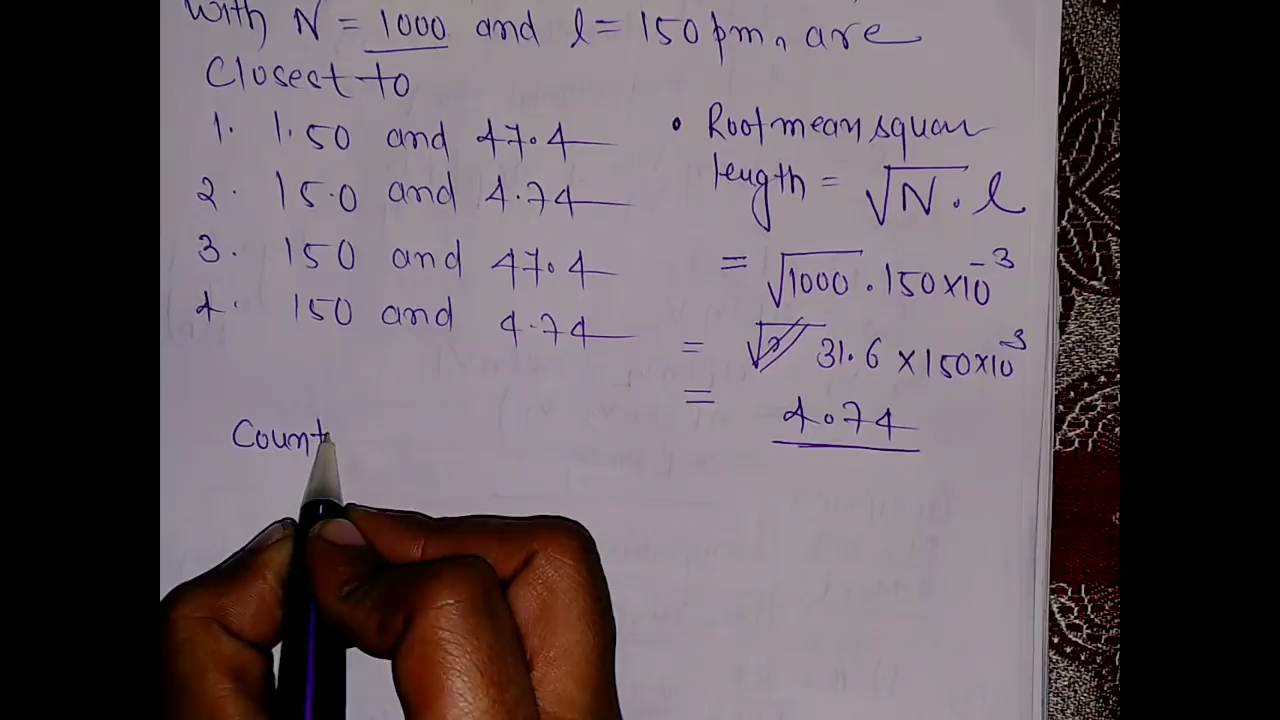 with N = 1000 and l = 150 pm, are
Closest to
1. 1.50 and 47.4
2. 15.0 and 4.74
3. 150 and 47.4
4. 150 and 4.74
• Root mean squar
length = √N . l
= √1000 . 150×10⁻³
= 31.6 × 150×10⁻³
= 4.74
Count